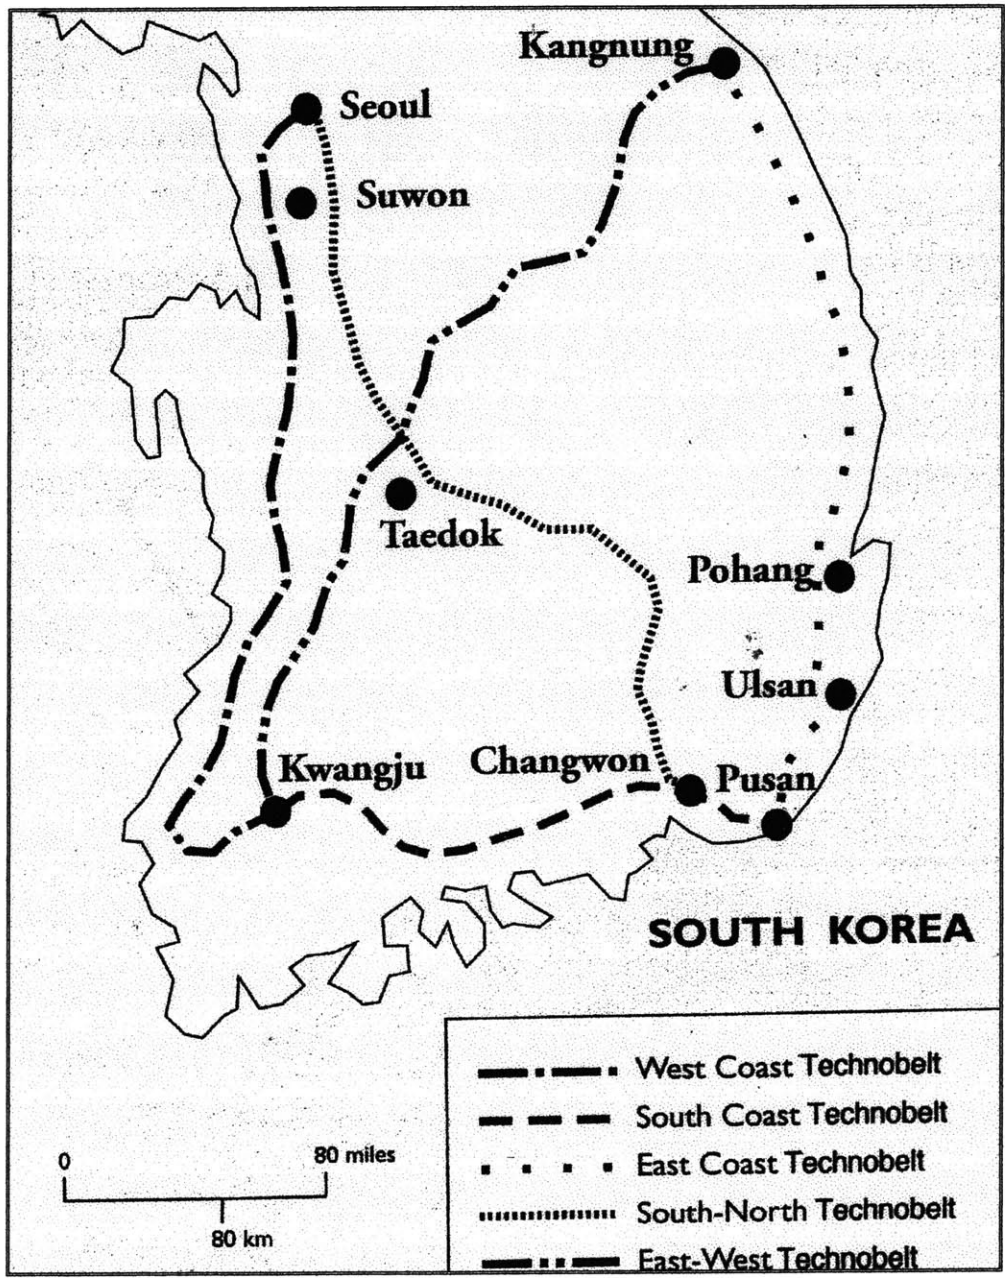 Kangnung
Seoul
Suwon
Taedok
Pohang
Ulsan
Kwangju
Changwon
Pusan
SOUTH KOREA
West Coast Technobelt
South Coast Technobelt
East Coast Technobelt
South-North Technobelt
East-West Technobelt
0
80 miles
80 km